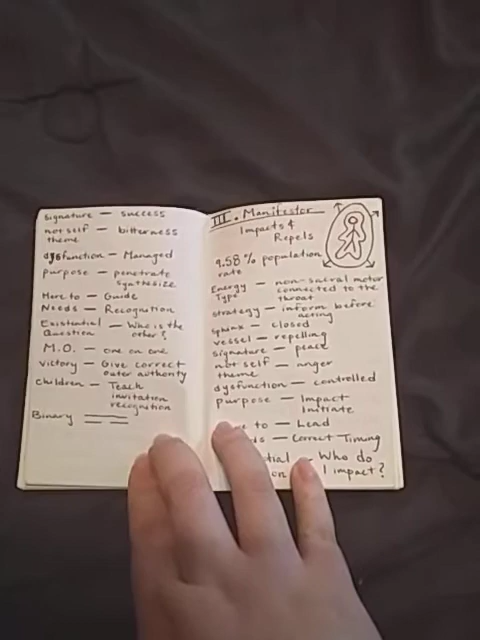 signature — success
not self — bitterness
theme
dysfunction — Managed
purpose — penetrate
synthesize
Here to — Guide
Needs — Recognition
Existential — Who is the
Question other?
M.O. — one on one
victory — Give correct
outer authority
children — Teach
invitation
recognition
Binary
III. Manifestor
Impacts &
Repels
9.58% population
rate
Energy — non-sacral motor
Type connected to the
throat
strategy — inform before
acting
sphinx — closed
vessel — repelling
signature — peace
not self — anger
theme
dysfunction — controlled
purpose — Impact
Initiate
to — Lead
— Correct Timing
— Who do
I impact?